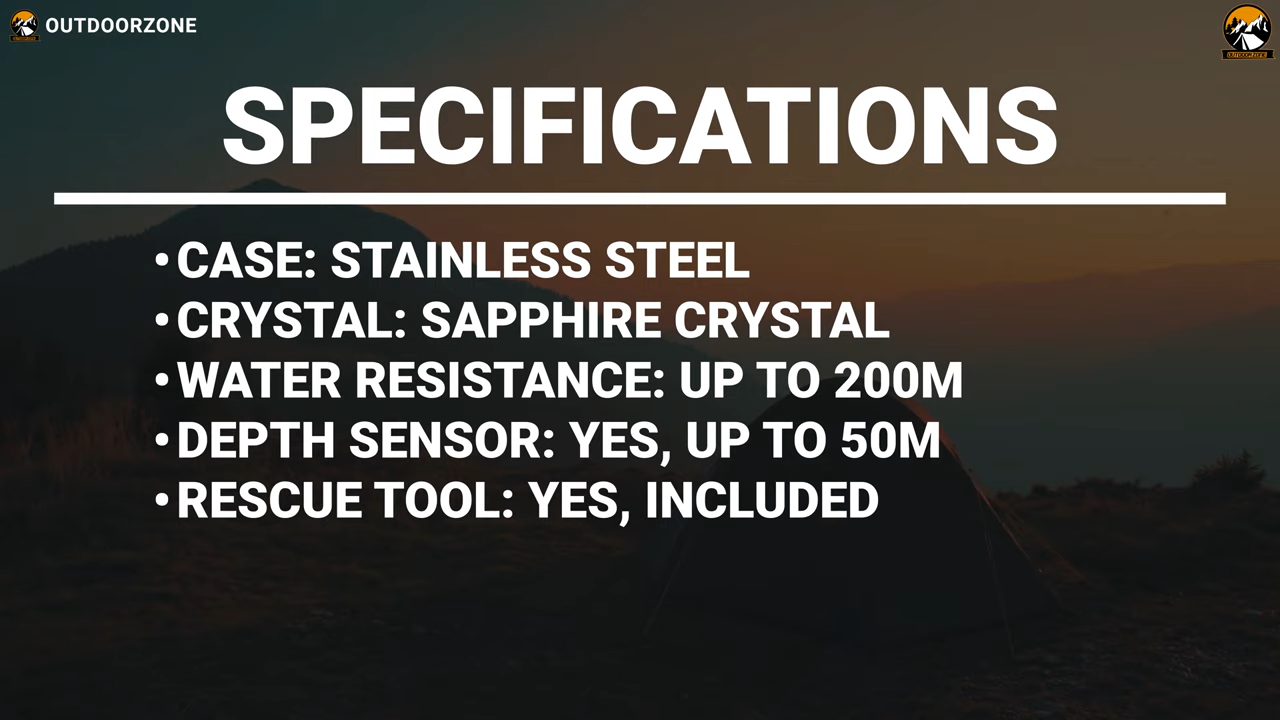 OUTDOORZONE
OUTDOORZONE
SPECIFICATIONS
•CASE: STAINLESS STEEL
•CRYSTAL: SAPPHIRE CRYSTAL
•WATER RESISTANCE: UP TO 200M
•DEPTH SENSOR: YES, UP TO 50M
•RESCUE TOOL: YES, INCLUDED